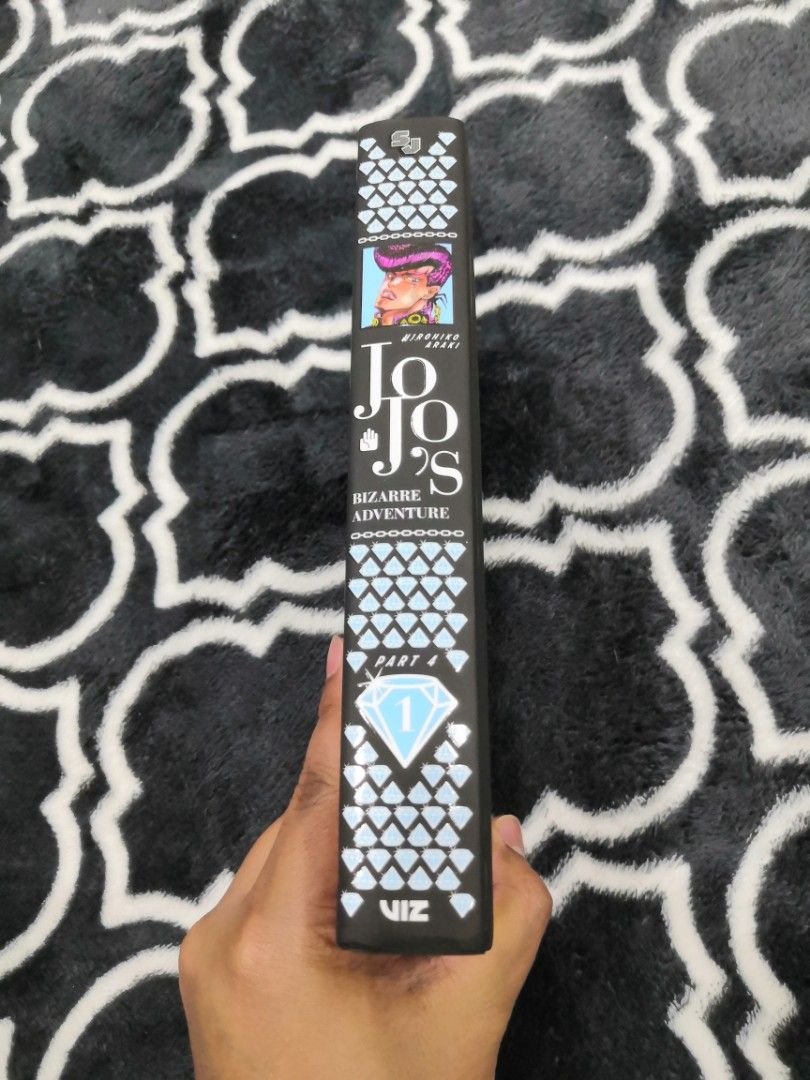 SJ
HIROHIKO
ARAKI
JoJo's
BIZARRE
ADVENTURE
PART 4
1
VIZ